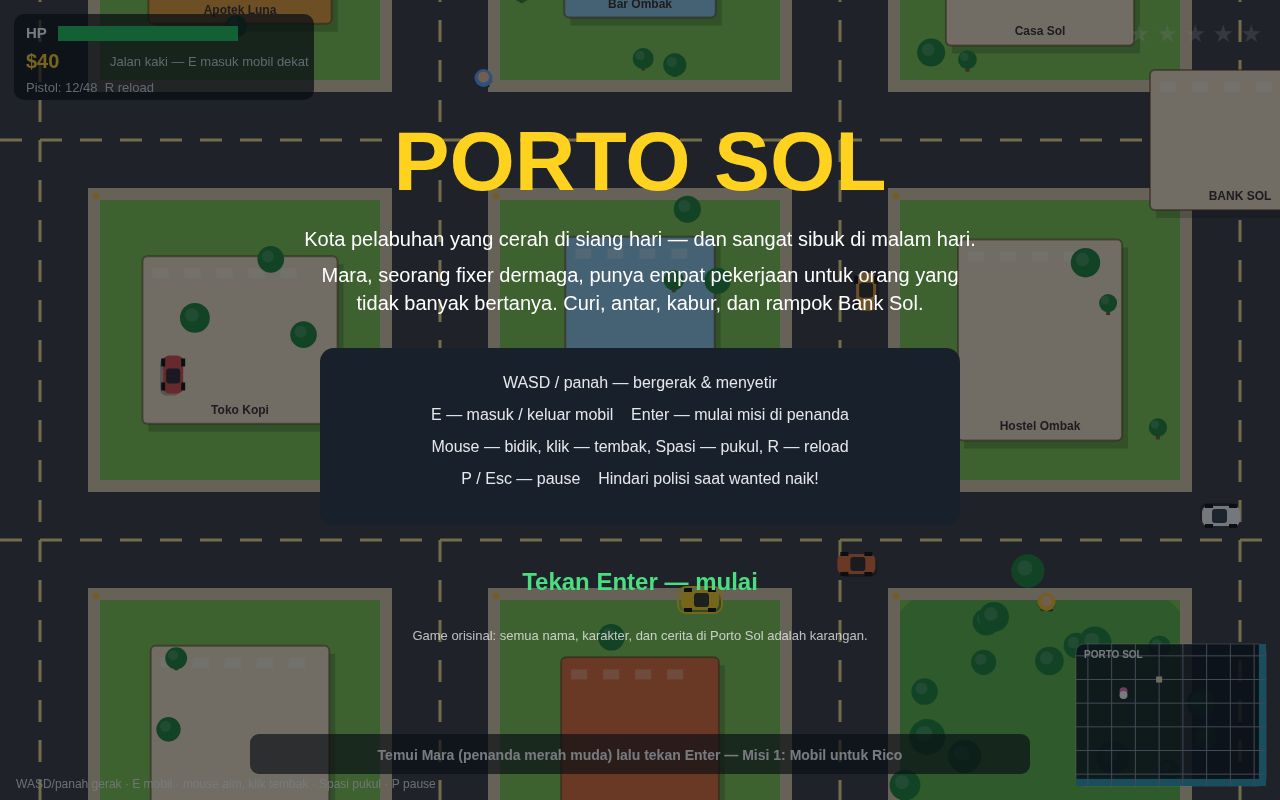 Apotek Luna
Bar Ombak
Casa Sol
HP
$40
Jalan kaki — E masuk mobil dekat
Pistol: 12/48 R reload
★ ★ ★ ★ ★
PORTO SOL
BANK SOL
Kota pelabuhan yang cerah di siang hari — dan sangat sibuk di malam hari.
Mara, seorang fixer dermaga, punya empat pekerjaan untuk orang yang
tidak banyak bertanya. Curi, antar, kabur, dan rampok Bank Sol.
WASD / panah — bergerak & menyetir
Toko Kopi
E — masuk / keluar mobil Enter — mulai misi di penanda
Hostel Ombak
Mouse — bidik, klik — tembak, Spasi — pukul, R — reload
P / Esc — pause Hindari polisi saat wanted naik!
Tekan Enter — mulai
Game orisinal: semua nama, karakter, dan cerita di Porto Sol adalah karangan.
PORTO SOL
Temui Mara (penanda merah muda) lalu tekan Enter — Misi 1: Mobil untuk Rico
WASD/panah gerak · E mobil · mouse aim, klik tembak · Spasi pukul · P pause